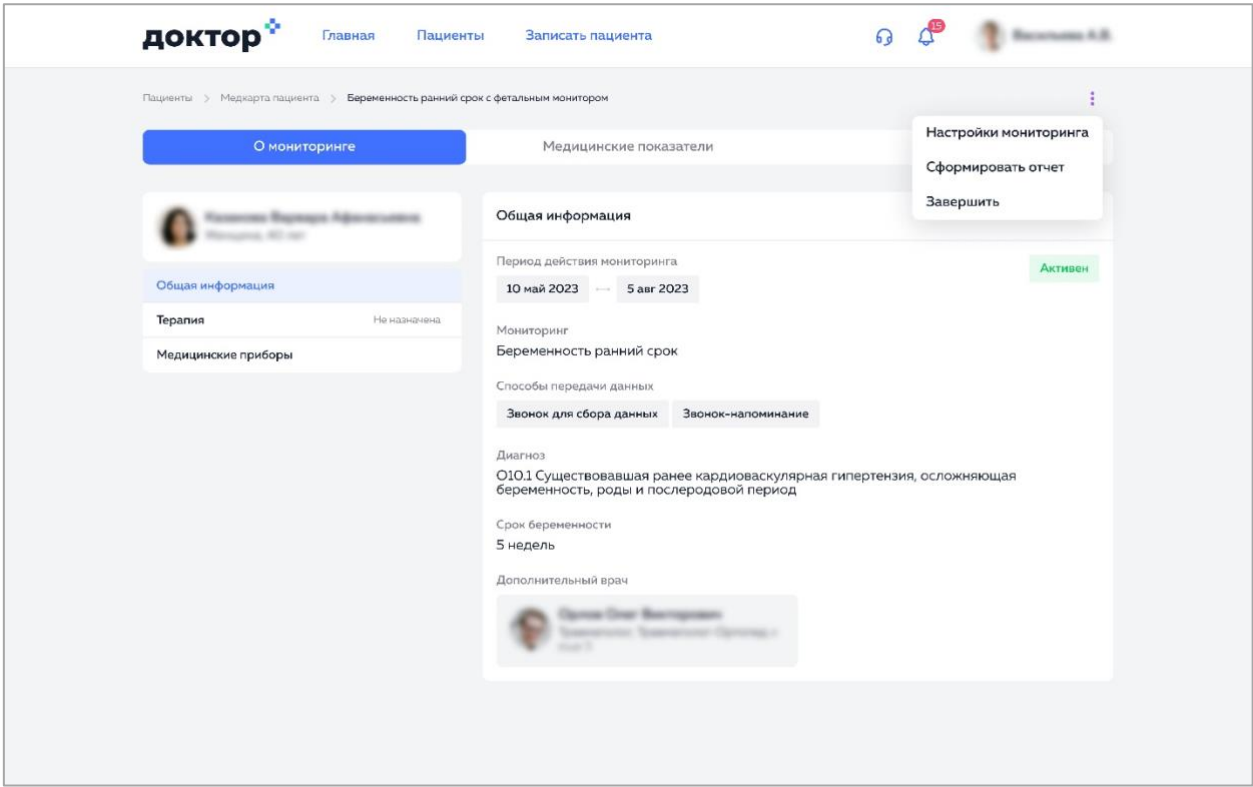 доктор
Главная Пациенты Записать пациента 15
Пациенты > Медкарта пациента > Беременность ранний срок с фетальным монитором
О мониторинге Медицинские показатели
Настройки мониторинга
Сформировать отчет
Завершить
Общая информация
Терапия Не назначена
Медицинские приборы
Общая информация
Период действия мониторинга
Активен
10 май 2023 — 5 авг 2023
Мониторинг
Беременность ранний срок
Способы передачи данных
Звонок для сбора данных Звонок-напоминание
Диагноз
O10.1 Существовавшая ранее кардиоваскулярная гипертензия, осложняющая
беременность, роды и послеродовой период
Срок беременности
5 недель
Дополнительный врач